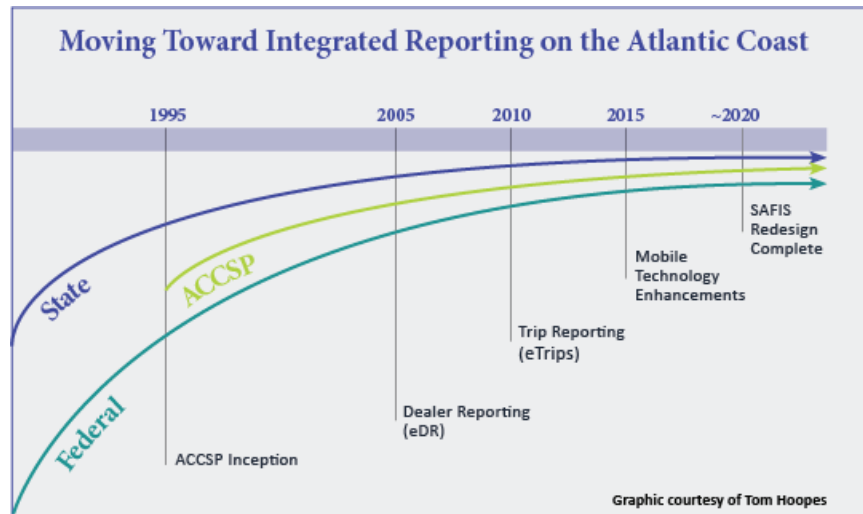 Moving Toward Integrated Reporting on the Atlantic Coast
1995
2005
2010
2015
~2020
State
ACCSP
Federal
ACCSP Inception
Dealer Reporting
(eDR)
Trip Reporting
(eTrips)
Mobile
Technology
Enhancements
SAFIS
Redesign
Complete
Graphic courtesy of Tom Hoopes